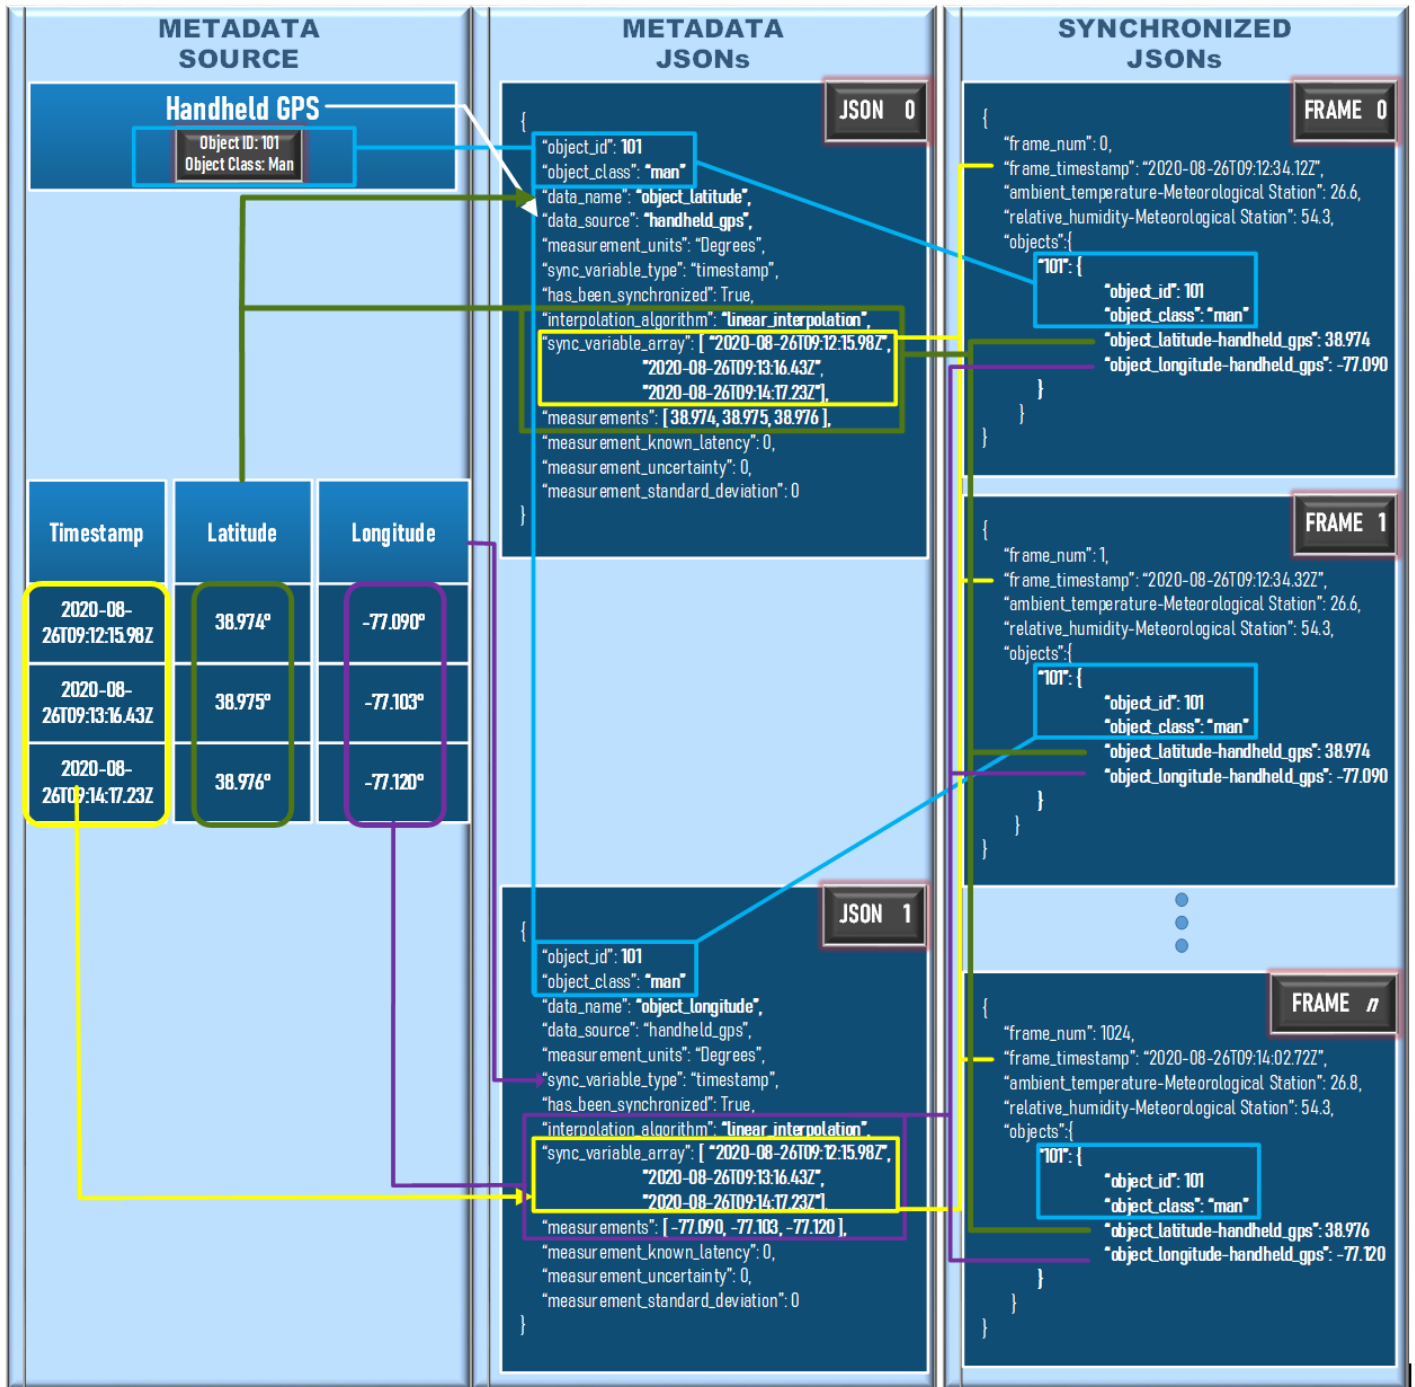 METADATA
SOURCE
Handheld GPS
Object ID: 101
Object Class: Man
Timestamp Latitude Longitude
2020-08-
26T09:12:15.98Z 38.974° -77.090°
2020-08-
26T09:13:16.43Z 38.975° -77.103°
2020-08-
26T09:14:17.23Z 38.976° -77.120°
METADATA
JSONs
JSON 0
{
"object_id": 101
"object_class": "man"
"data_name": "object_latitude",
"data_source": "handheld_gps",
"measurement_units": "Degrees",
"sync_variable_type": "timestamp",
"has_been_synchronized": True,
"interpolation_algorithm": "linear_interpolation",
"sync_variable_array": [ "2020-08-26T09:12:15.98Z",
"2020-08-26T09:13:16.43Z",
"2020-08-26T09:14:17.23Z"],
"measurements": [ 38.974, 38.975, 38.976 ],
"measurement_known_latency": 0,
"measurement_uncertainty": 0,
"measurement_standard_deviation": 0
}
JSON 1
{
"object_id": 101
"object_class": "man"
"data_name": "object_longitude",
"data_source": "handheld_gps",
"measurement_units": "Degrees",
"sync_variable_type": "timestamp",
"has_been_synchronized": True,
"interpolation_algorithm": "linear_interpolation",
"sync_variable_array": [ "2020-08-26T09:12:15.98Z",
"2020-08-26T09:13:16.43Z",
"2020-08-26T09:14:17.23Z"],
"measurements": [ -77.090, -77.103, -77.120 ],
"measurement_known_latency": 0,
"measurement_uncertainty": 0,
"measurement_standard_deviation": 0
}
SYNCHRONIZED
JSONs
FRAME 0
{
"frame_num": 0,
"frame_timestamp": "2020-08-26T09:12:34.12Z",
"ambient_temperature-Meteorological Station": 26.6,
"relative_humidity-Meteorological Station": 54.3,
"objects":{
"101": {
"object_id": 101
"object_class": "man"
"object_latitude-handheld_gps": 38.974
"object_longitude-handheld_gps": -77.090
}
}
}
FRAME 1
{
"frame_num": 1,
"frame_timestamp": "2020-08-26T09:12:34.32Z",
"ambient_temperature-Meteorological Station": 26.6,
"relative_humidity-Meteorological Station": 54.3,
"objects":{
"101": {
"object_id": 101
"object_class": "man"
"object_latitude-handheld_gps": 38.974
"object_longitude-handheld_gps": -77.090
}
}
}
FRAME n
{
"frame_num": 1024,
"frame_timestamp": "2020-08-26T09:14:02.72Z",
"ambient_temperature-Meteorological Station": 26.8,
"relative_humidity-Meteorological Station": 54.3,
"objects":{
"101": {
"object_id": 101
"object_class": "man"
"object_latitude-handheld_gps": 38.976
"object_longitude-handheld_gps": -77.120
}
}
}